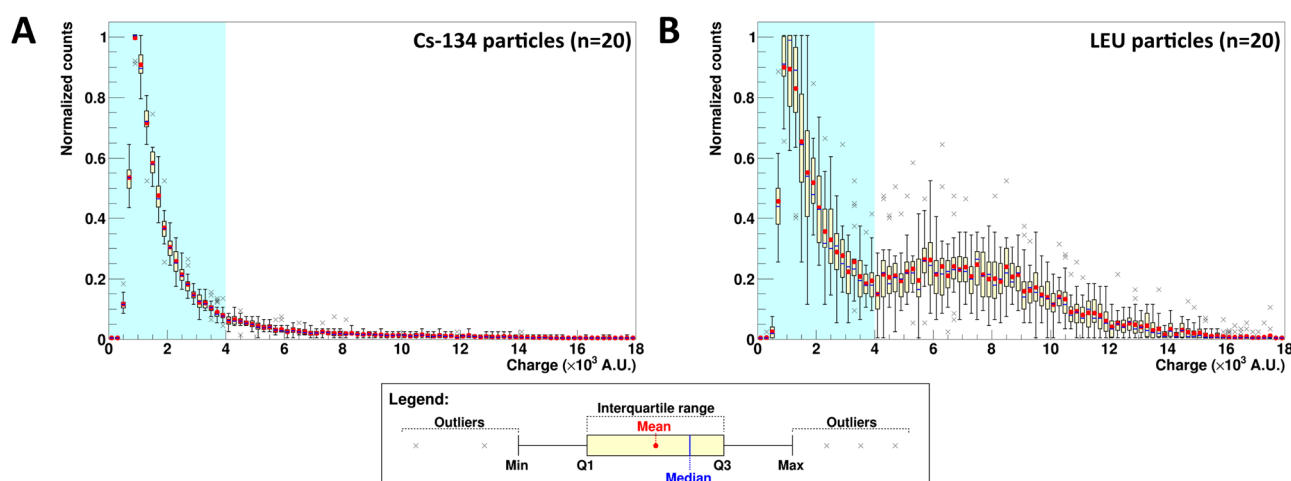 A
Cs-134 particles (n=20)
Normalized counts
1
0.8
0.6
0.4
0.2
0
0 2 4 6 8 10 12 14 16 18
Charge (×10³ A.U.)
B
LEU particles (n=20)
Normalized counts
1
0.8
0.6
0.4
0.2
0
0 2 4 6 8 10 12 14 16 18
Charge (×10³ A.U.)
Legend:
Interquartile range
Outliers Mean Outliers
Min Q1 Q3 Max
Median